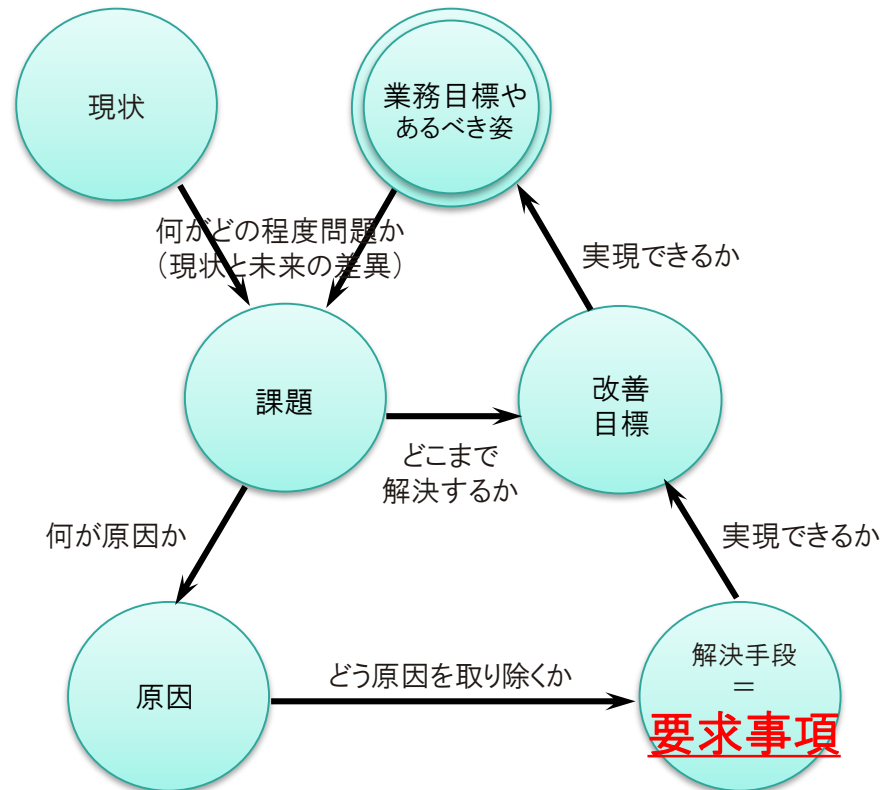 現状
業務目標や
あるべき姿
何がどの程度問題か
（現状と未来の差異）
実現できるか
課題
改善
目標
どこまで
解決するか
何が原因か
実現できるか
原因
どう原因を取り除くか
解決手段
＝
要求事項